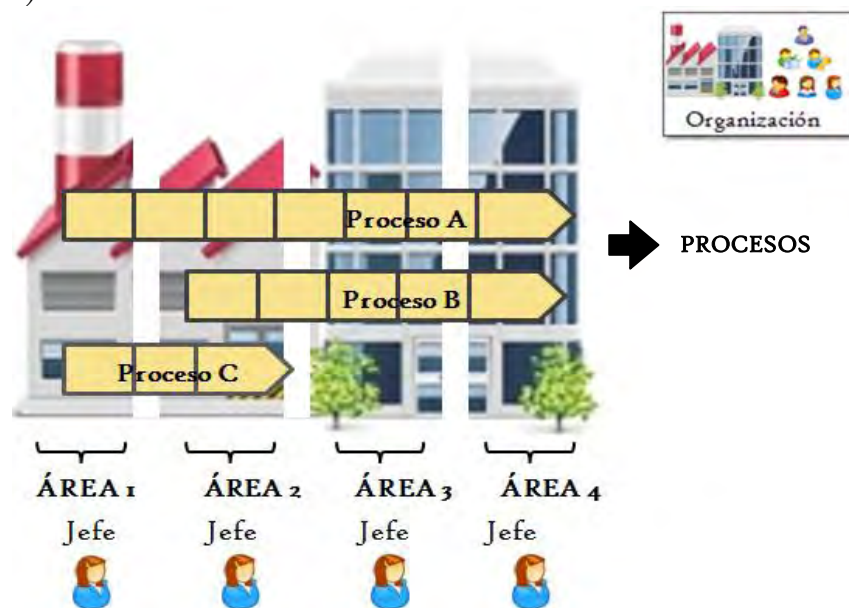 )
Organización
Proceso A
PROCESOS
Proceso B
Proceso C
ÁREA 1 ÁREA 2 ÁREA 3 ÁREA 4
Jefe Jefe Jefe Jefe